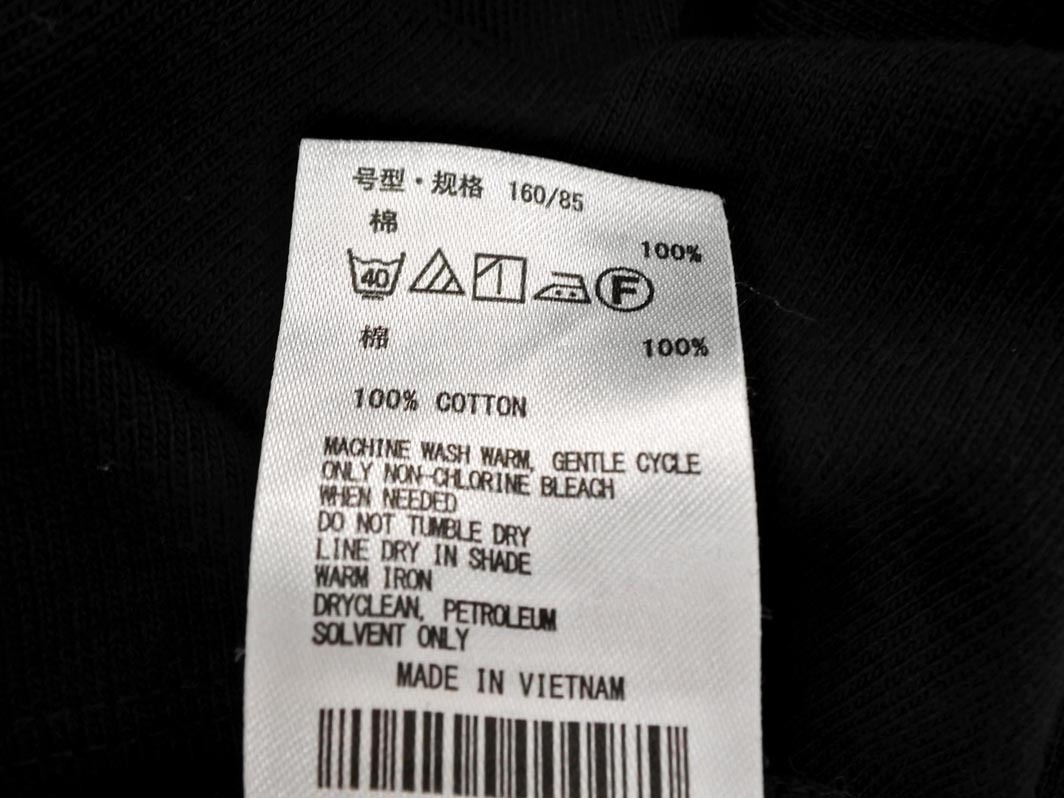 号型·规格 160/85
棉 100%
40 F
棉 100%
100% COTTON
MACHINE WASH WARM, GENTLE CYCLE
ONLY NON-CHLORINE BLEACH
WHEN NEEDED
DO NOT TUMBLE DRY
LINE DRY IN SHADE
WARM IRON
DRYCLEAN, PETROLEUM
SOLVENT ONLY
MADE IN VIETNAM